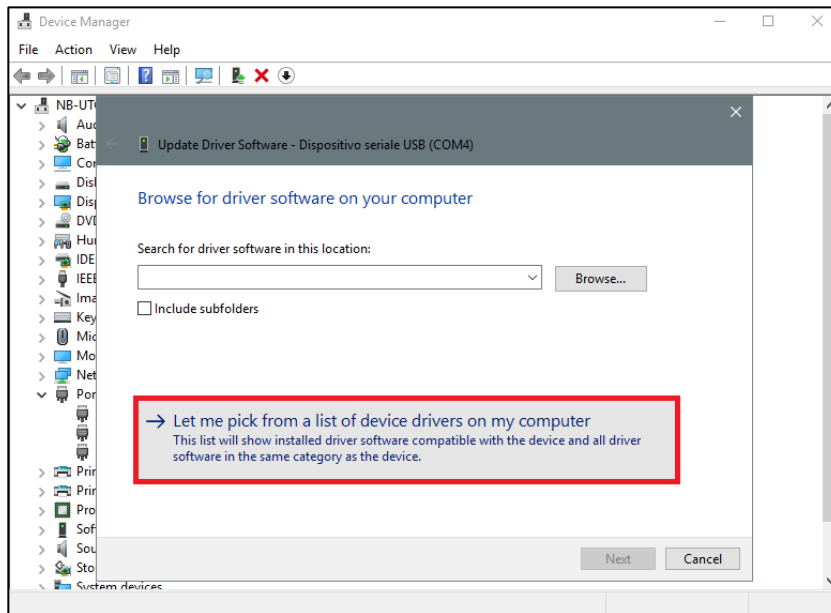 Device Manager
File Action View Help
NB-UT
Aud
Bat
Update Driver Software - Dispositivo seriale USB (COM4)
Cor
Disk
Disp
Browse for driver software on your computer
DVD
Hur
Search for driver software in this location:
IDE
IEEE
Browse...
Ima
Include subfolders
Key
Mic
Mo
Net
Por
Let me pick from a list of device drivers on my computer
This list will show installed driver software compatible with the device and all driver
software in the same category as the device.
Prir
Prir
Pro
Sof
Sou
Next Cancel
Sto
System devices